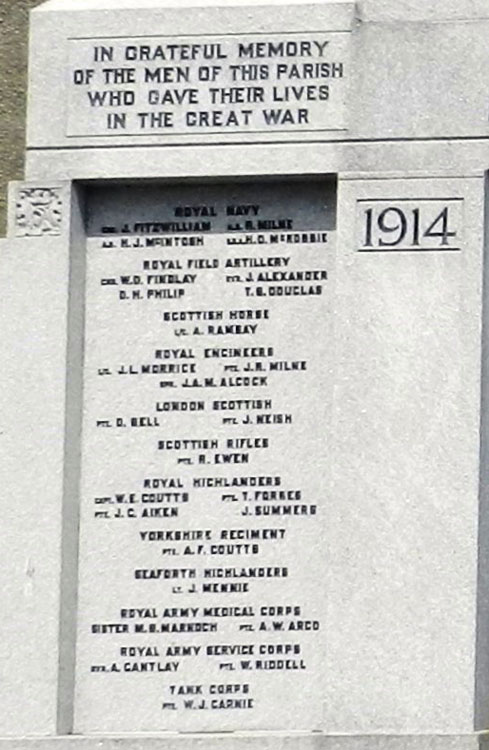 IN GRATEFUL MEMORY
OF THE MEN OF THIS PARISH
WHO GAVE THEIR LIVES
IN THE GREAT WAR
1914
ROYAL NAVY
J. FITZWILLIAM A.B. R. MILNE
A.B. H.J. McINTOSH H.D. McROBBIE
ROYAL FIELD ARTILLERY
W.D. FINDLAY J. ALEXANDER
D.H. PHILIP T.B. DOUGLAS
SCOTTISH HORSE
A. RAMSAY
ROYAL ENGINEERS
J.L. MORRICE PTE. J.R. MILNE
SPR. J.A.M. ALCOCK
LONDON SCOTTISH
PTE. D. BELL PTE. J. NEISH
SCOTTISH RIFLES
PTE. R. EWEN
ROYAL HIGHLANDERS
CAPT. W.E. COUTTS PTE. T. FORBES
PTE. J.C. AIKEN J. SUMMERS
YORKSHIRE REGIMENT
PTE. A.F. COUTTS
SEAFORTH HIGHLANDERS
LT. J. MENNIE
ROYAL ARMY MEDICAL CORPS
SISTER M.B. MARNOCH PTE. A.W. ARGO
ROYAL ARMY SERVICE CORPS
A. CANTLAY PTE. W. RIDDELL
TANK CORPS
PTE. W.J. CARNIE